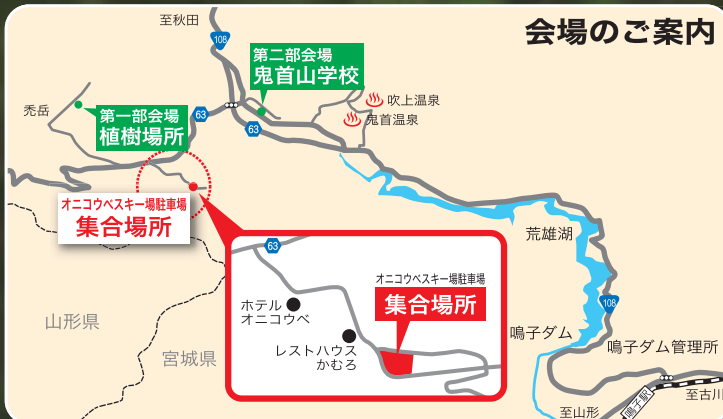 会場のご案内
至秋田
108
第二部会場
鬼首山学校
吹上温泉
鬼首温泉
禿岳
第一部会場
植樹場所
63
63
オニコウベスキー場駐車場
集合場所
荒雄湖
63
オニコウベスキー場駐車場
集合場所
ホテル
オニコウベ
レストハウス
かむろ
108
鳴子ダム
鳴子ダム管理所
山形県
宮城県
鳴子駅
至古川
至山形